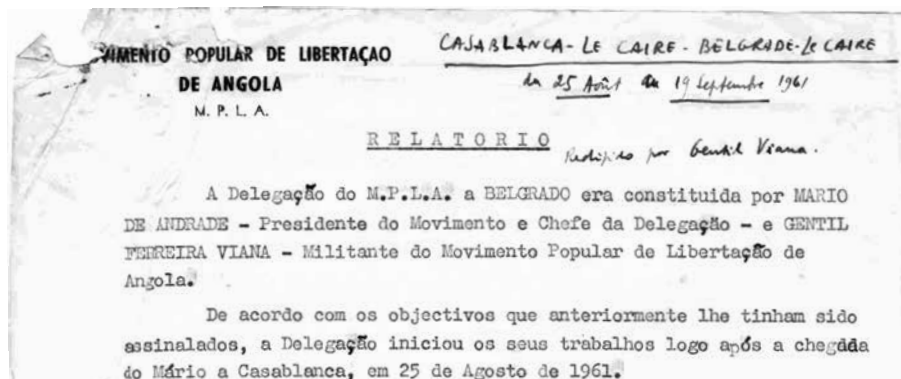 VIMENTO POPULAR DE LIBERTAÇAO
DE ANGOLA
M. P. L. A.
CASABLANCA - LE CAIRE - BELGRADE - LE CAIRE
du 25 Août au 19 Septembre 1961
RELATORIO
Redigido por Gentil Viana.
A Delegação do M.P.L.A. a BELGRADO era constituida por MARIO
DE ANDRADE - Presidente do Movimento e Chefe da Delegação - e GENTIL
FERREIRA VIANA - Militante do Movimento Popular de Libertação de
Angola.
De acordo com os objectivos que anteriormente lhe tinham sido
assinalados, a Delegação iniciou os seus trabalhos logo após a chegdda
do Mário a Casablanca, em 25 de Agosto de 1961.